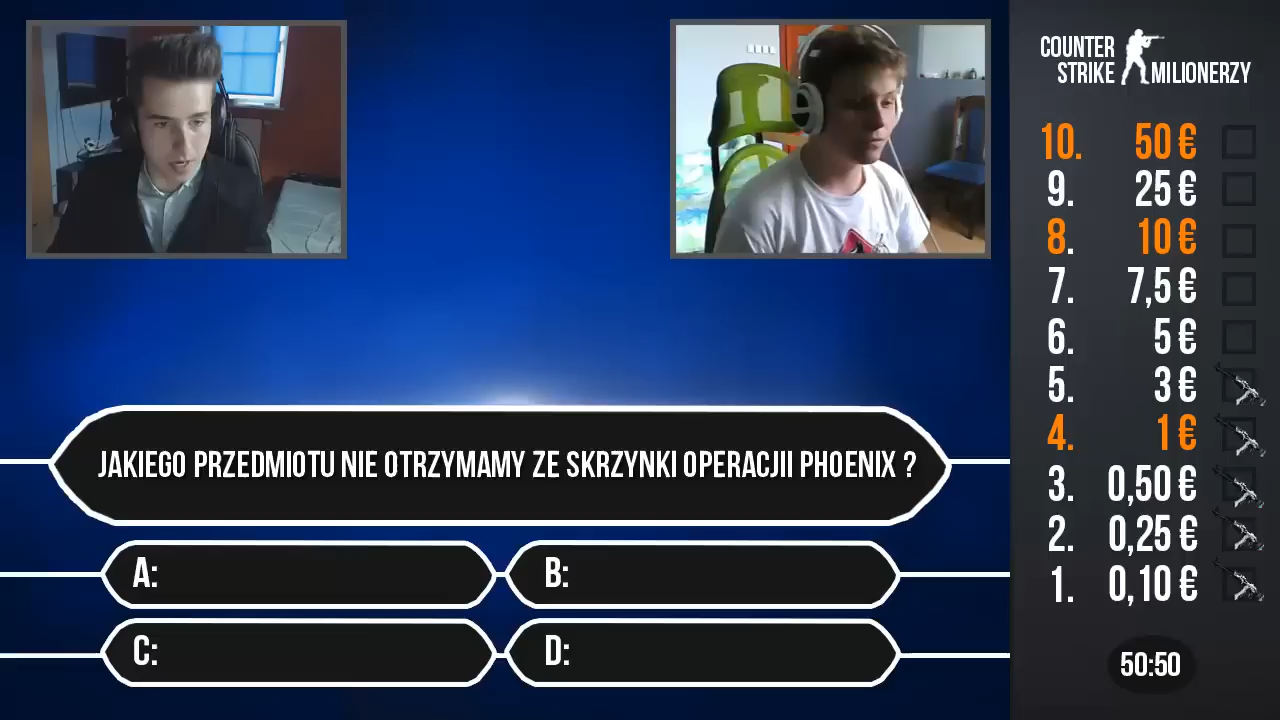 COUNTER
STRIKE MILIONERZY
10. 50 €
9. 25 €
8. 10 €
7. 7,5 €
6. 5 €
5. 3 €
4. 1 €
3. 0,50 €
2. 0,25 €
1. 0,10 €
50:50
JAKIEGO PRZEDMIOTU NIE OTRZYMAMY ZE SKRZYNKI OPERACJII PHOENIX ?
A:
B:
C:
D: